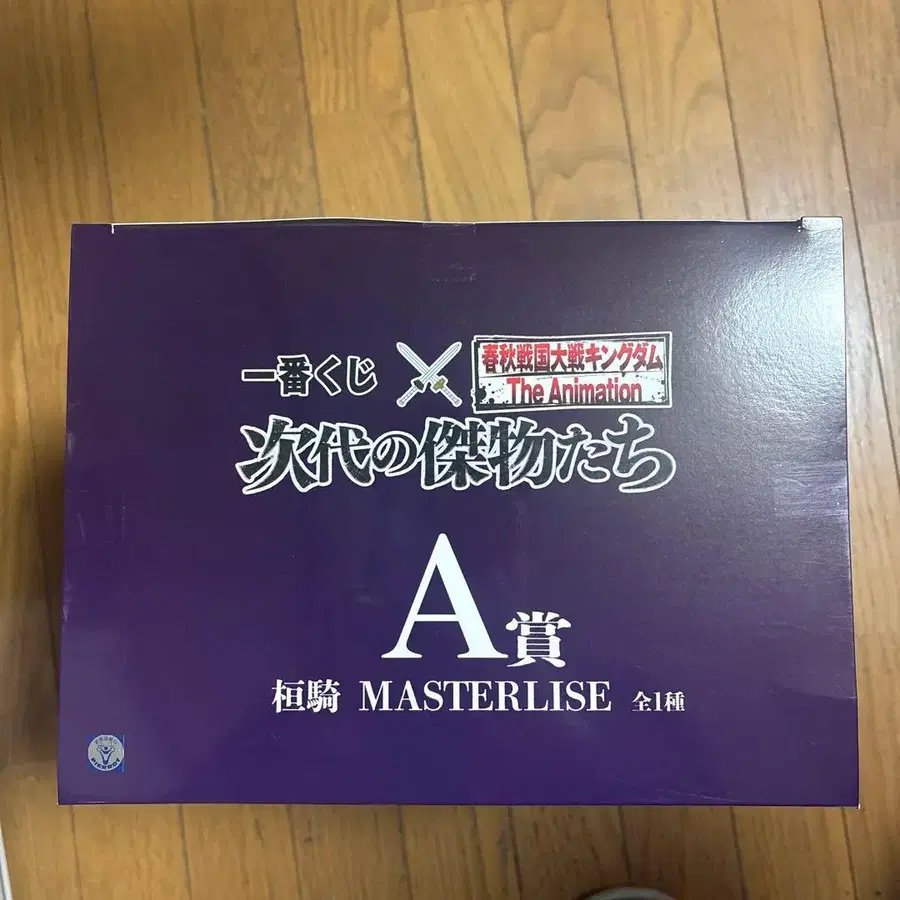 一番くじ
春秋戦国大戦キングダム
The Animation
次代の傑物たち
A賞
桓騎 MASTERLISE 全1種
PIERROT